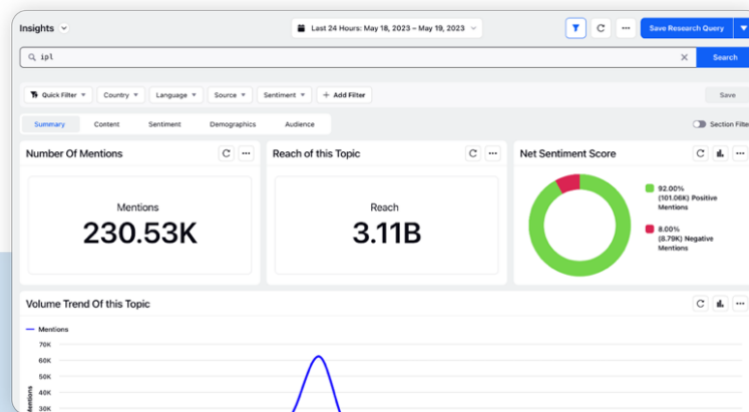 Insights
Last 24 Hours: May 18, 2023 – May 19, 2023
Save Research Query
ipl
Search
Quick Filter
Country
Language
Source
Sentiment
+ Add Filter
Save
Summary
Content
Sentiment
Demographics
Audience
Section Filte
Number Of Mentions
Reach of this Topic
Net Sentiment Score
Mentions
230.53K
Reach
3.11B
92.00%
(101.06K) Positive
Mentions
8.00%
(8.79K) Negative
Mentions
Volume Trend Of this Topic
Mentions
70K
60K
50K
40K
30K
Mentions